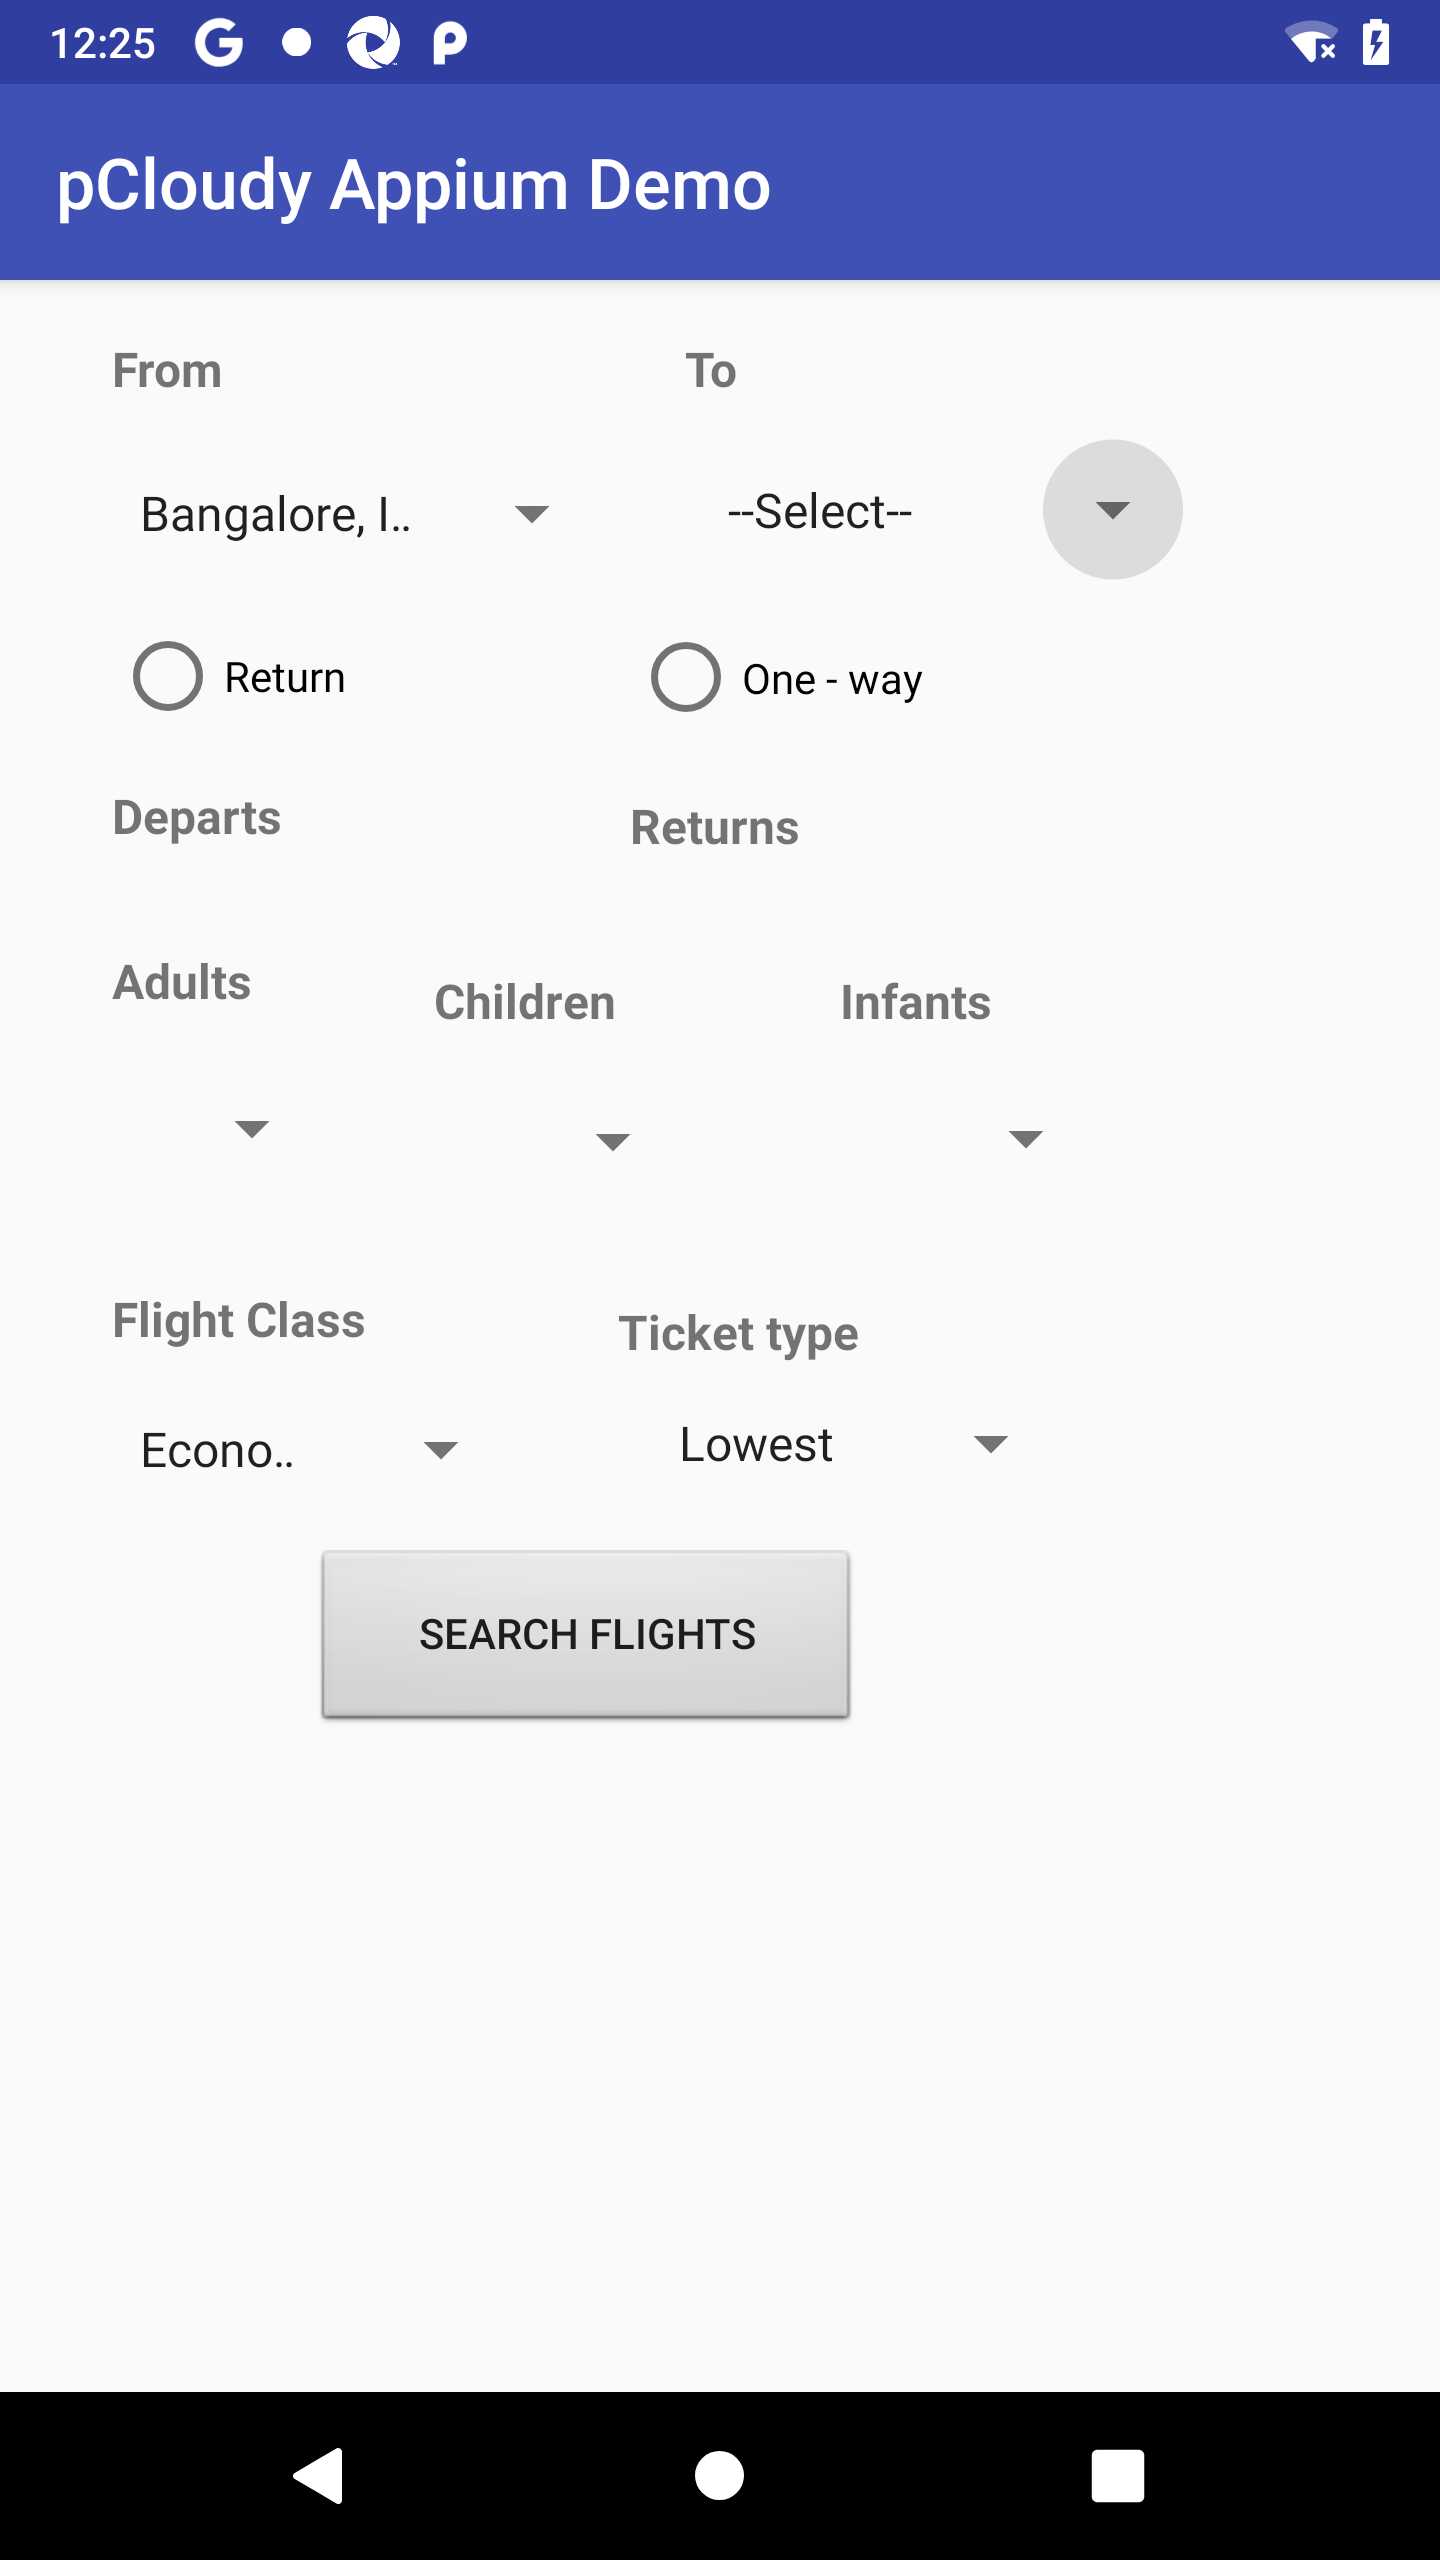 12:25
pCloudy Appium Demo
From To
Bangalore, I.. --Select--
Return One - way
Departs Returns
Adults Children Infants
Flight Class Ticket type
Econo.. Lowest
SEARCH FLIGHTS